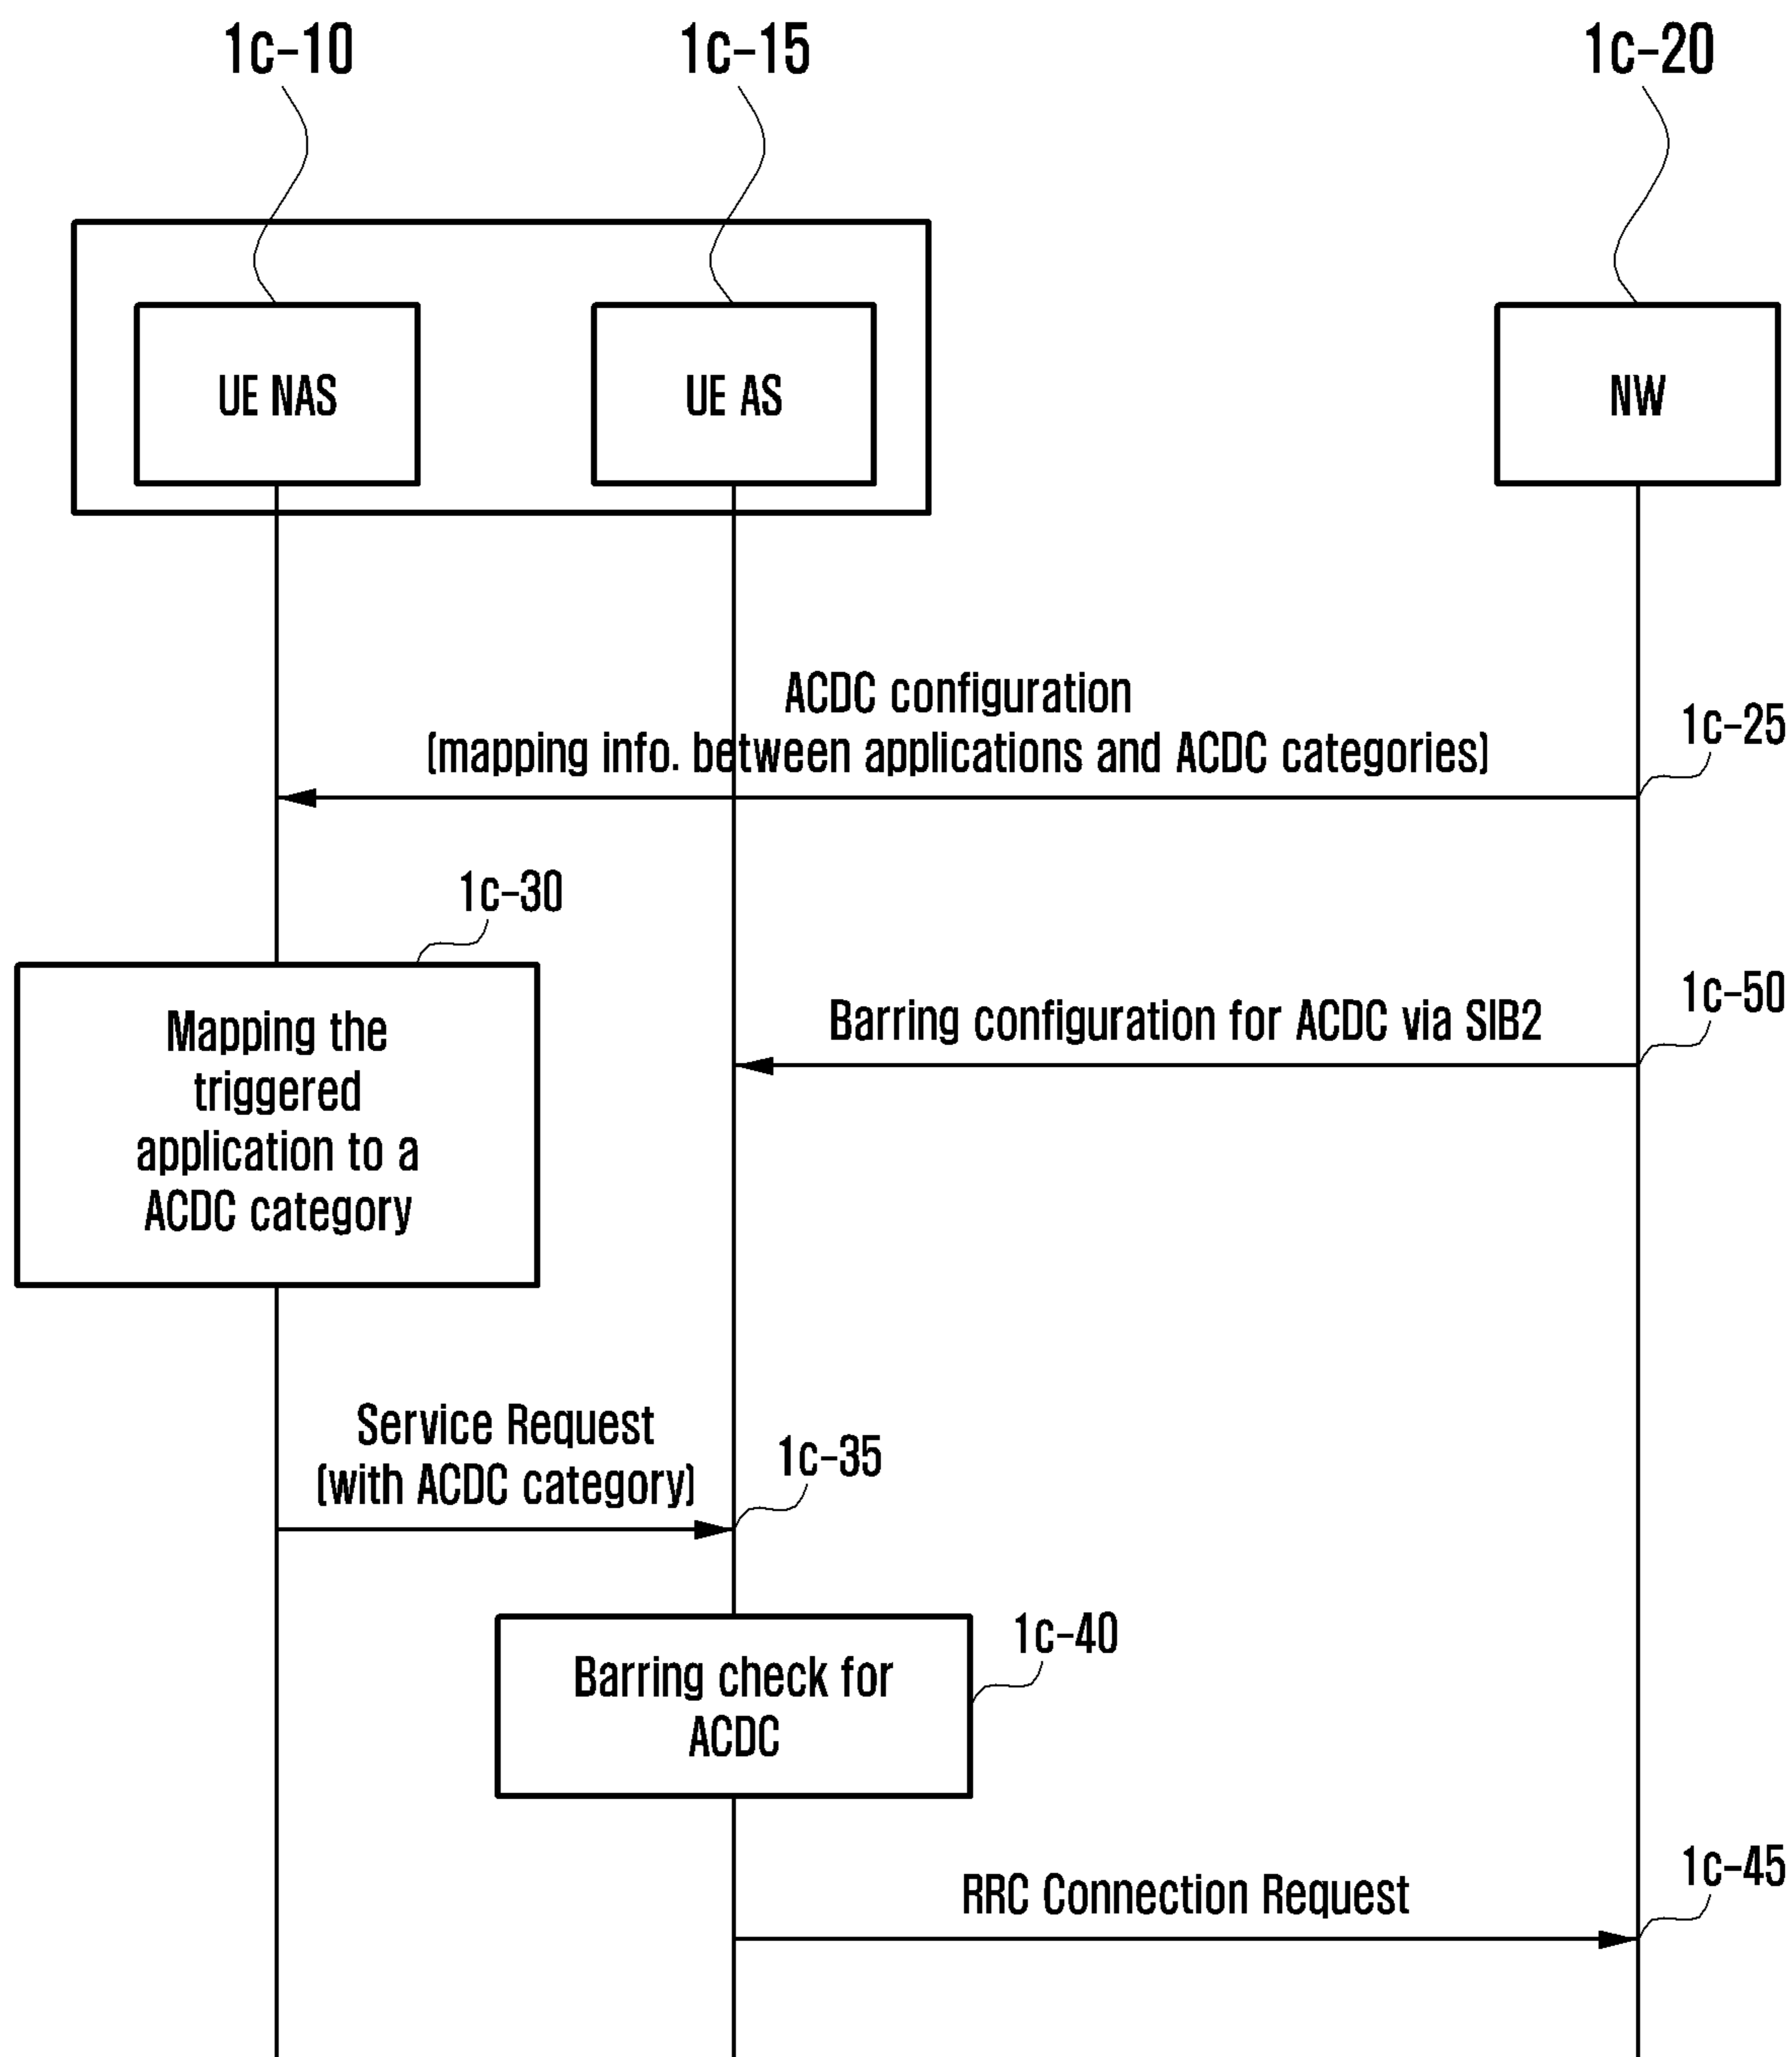 1c-10
1c-15
1c-20
UE NAS
UE AS
NW
ACDC configuration
(mapping info. between applications and ACDC categories)
1c-25
1c-30
Mapping the
triggered
application to a
ACDC category
Barring configuration for ACDC via SIB2
1c-50
Service Request
(with ACDC category)
1c-35
Barring check for
ACDC
1c-40
RRC Connection Request
1c-45